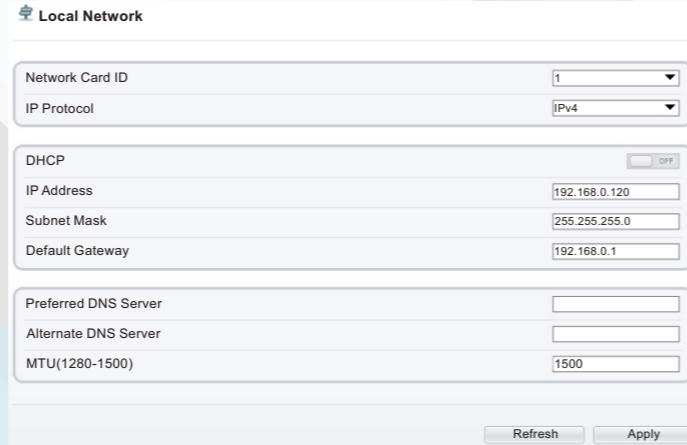 Local Network
Network Card ID 1
IP Protocol IPv4
DHCP OFF
IP Address 192.168.0.120
Subnet Mask 255.255.255.0
Default Gateway 192.168.0.1
Preferred DNS Server
Alternate DNS Server
MTU(1280-1500) 1500
Refresh Apply